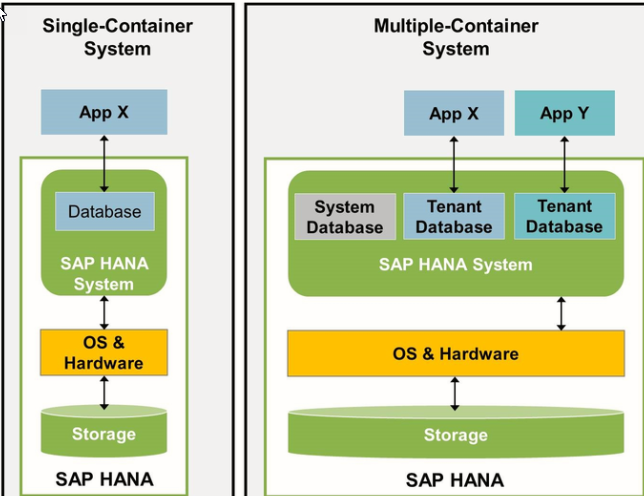 Single-Container
System
App X
Database
SAP HANA
System
OS &
Hardware
Storage
SAP HANA
Multiple-Container
System
App X
App Y
System
Database
Tenant
Database
Tenant
Database
SAP HANA System
OS & Hardware
Storage
SAP HANA